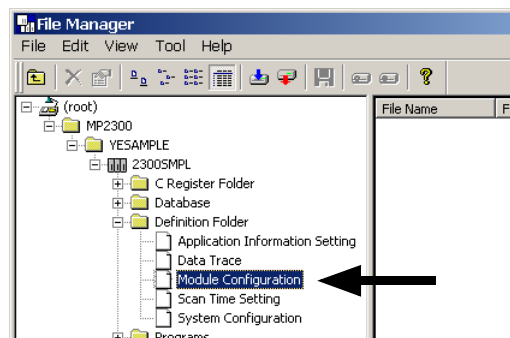 File Manager
File Edit View Tool Help
(root)
MP2300
YESAMPLE
2300SMPL
C Register Folder
Database
Definition Folder
Application Information Setting
Data Trace
Module Configuration
Scan Time Setting
System Configuration
Programs
File Name F